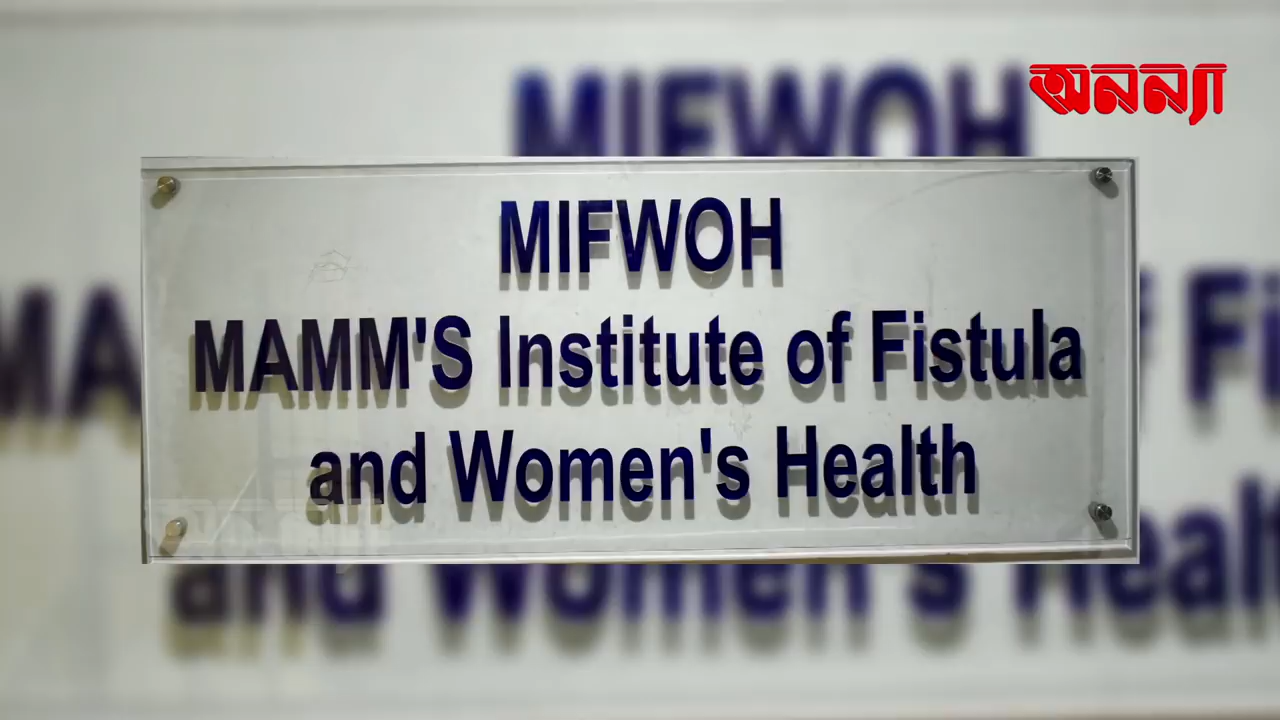 অনন্যা
MIFWOH
MAMM'S Institute of Fistula
and Women's Health